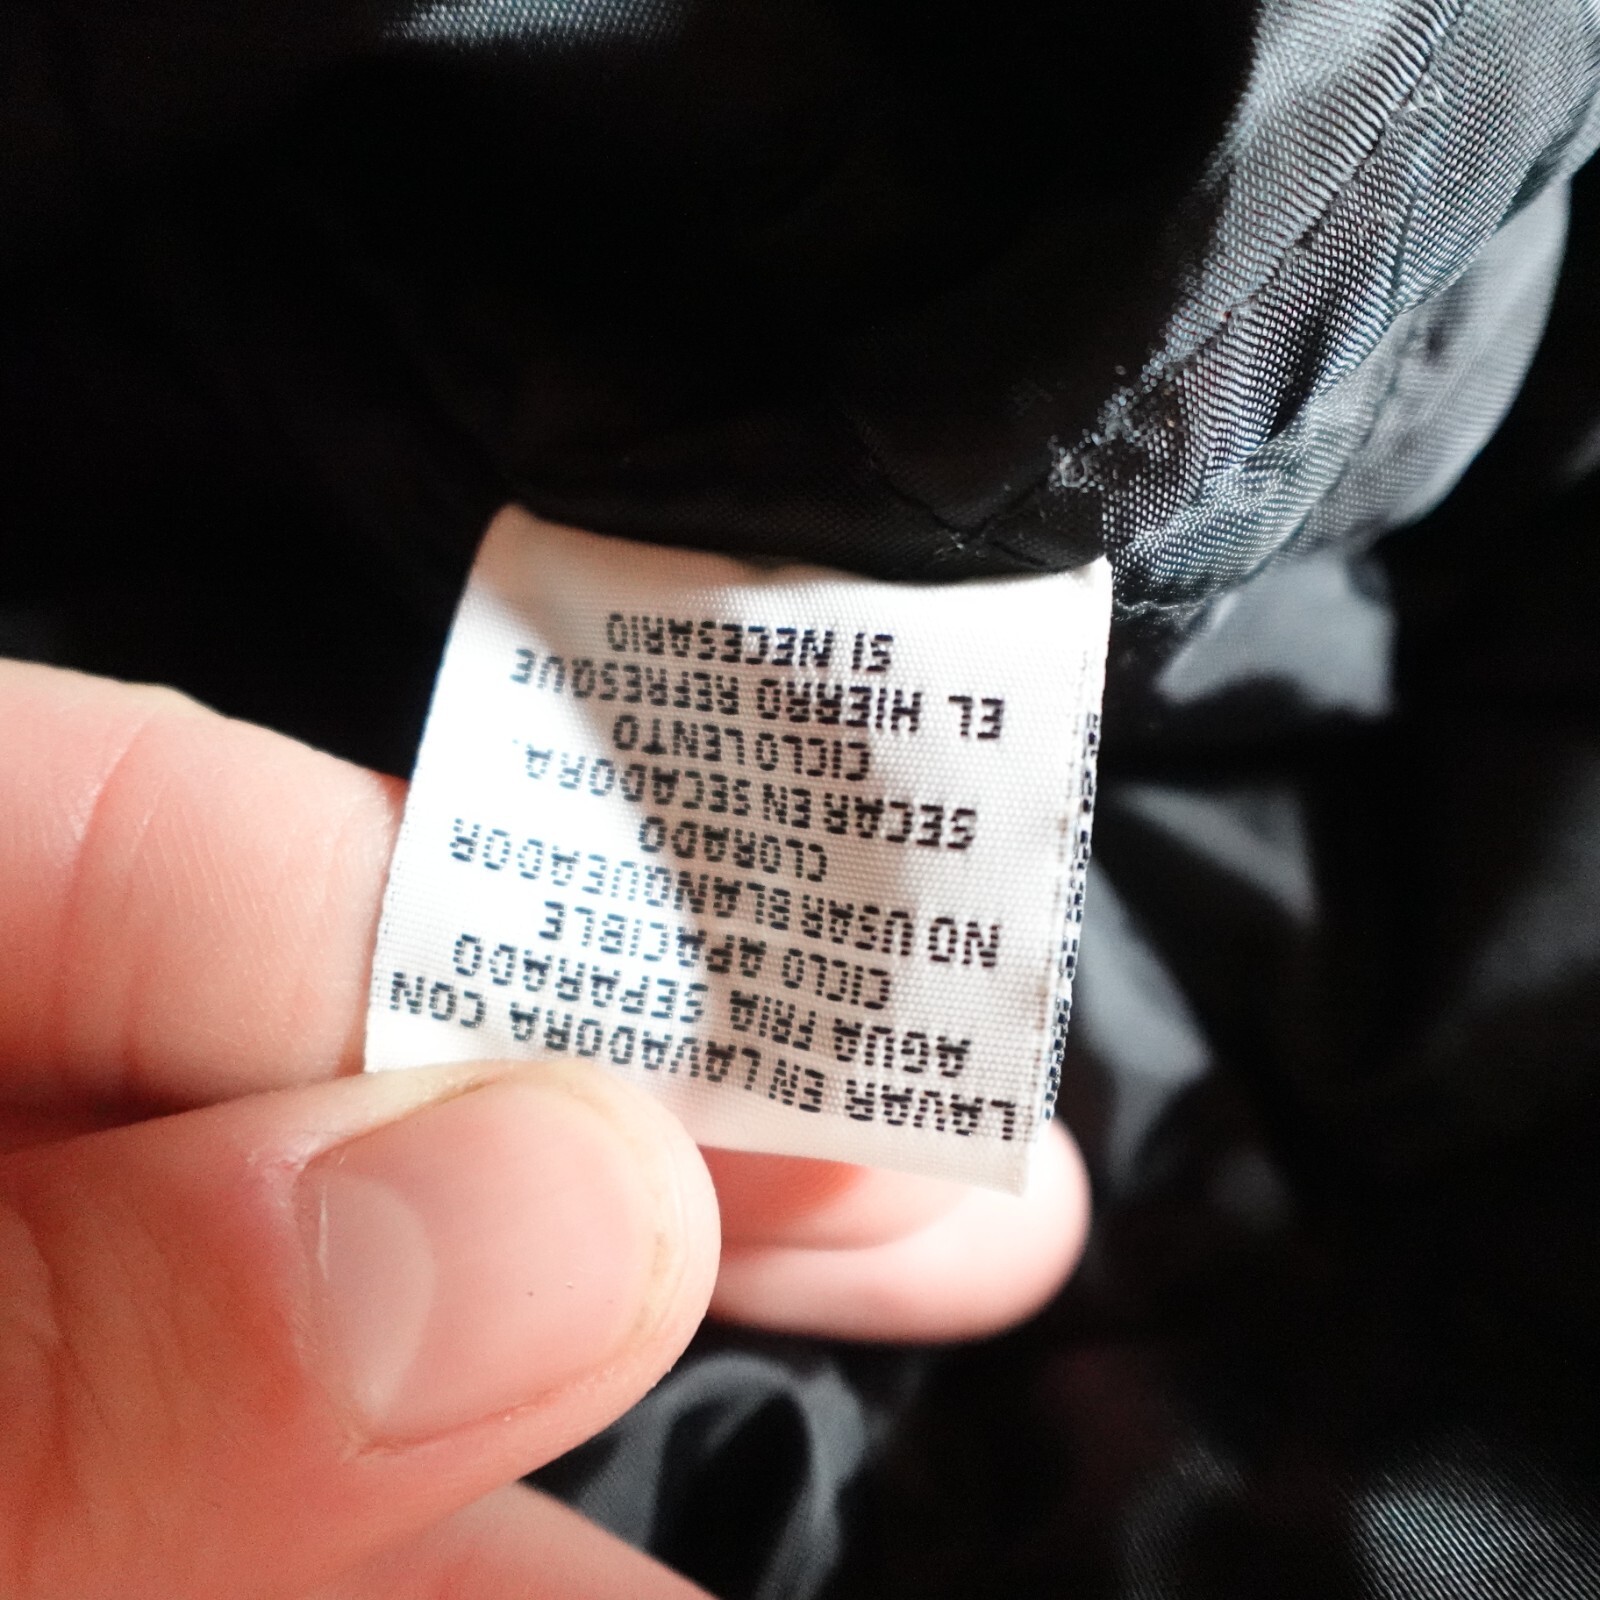 LAVAR EN LAVADORA CON
AGUA FRIA SEPARADO
CICLO APACIBLE
NO USAR BLANQUEADOR
CLORADO
SECAR EN SECADORA.
CICLO LENTO
EL HIERRO REFRESQUE
SI NECESARIO